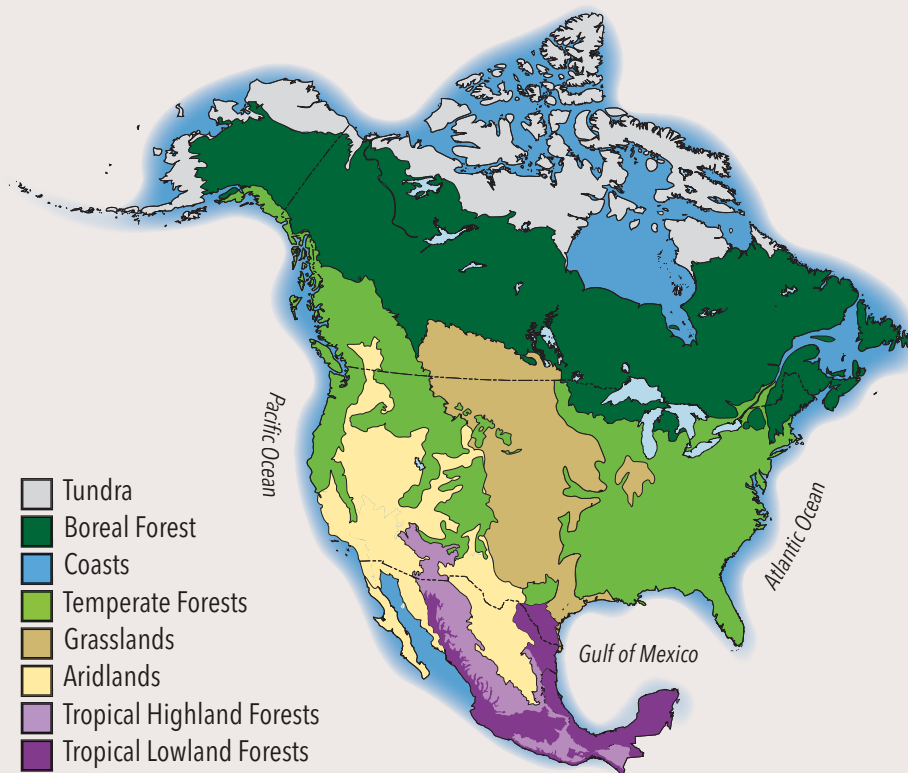 Pacific Ocean
Atlantic Ocean
Gulf of Mexico
Tundra
Boreal Forest
Coasts
Temperate Forests
Grasslands
Aridlands
Tropical Highland Forests
Tropical Lowland Forests